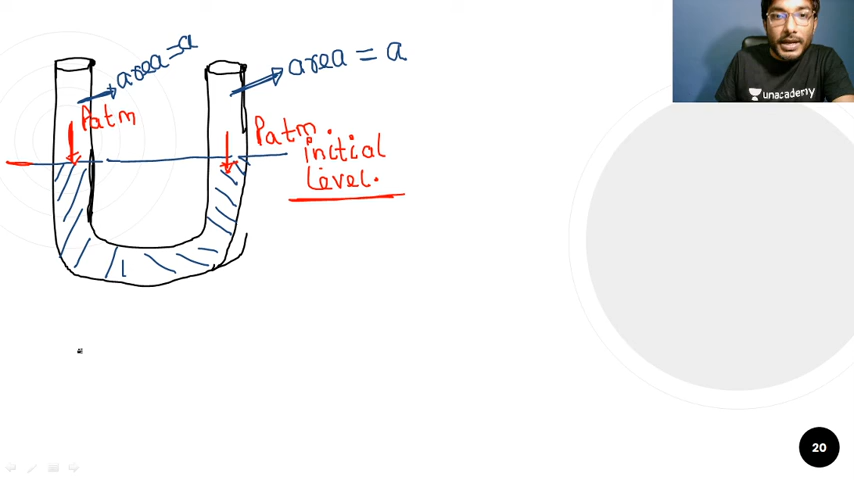 area=a
area = a
Patm
Patm.
initial
level.
unacademy
20